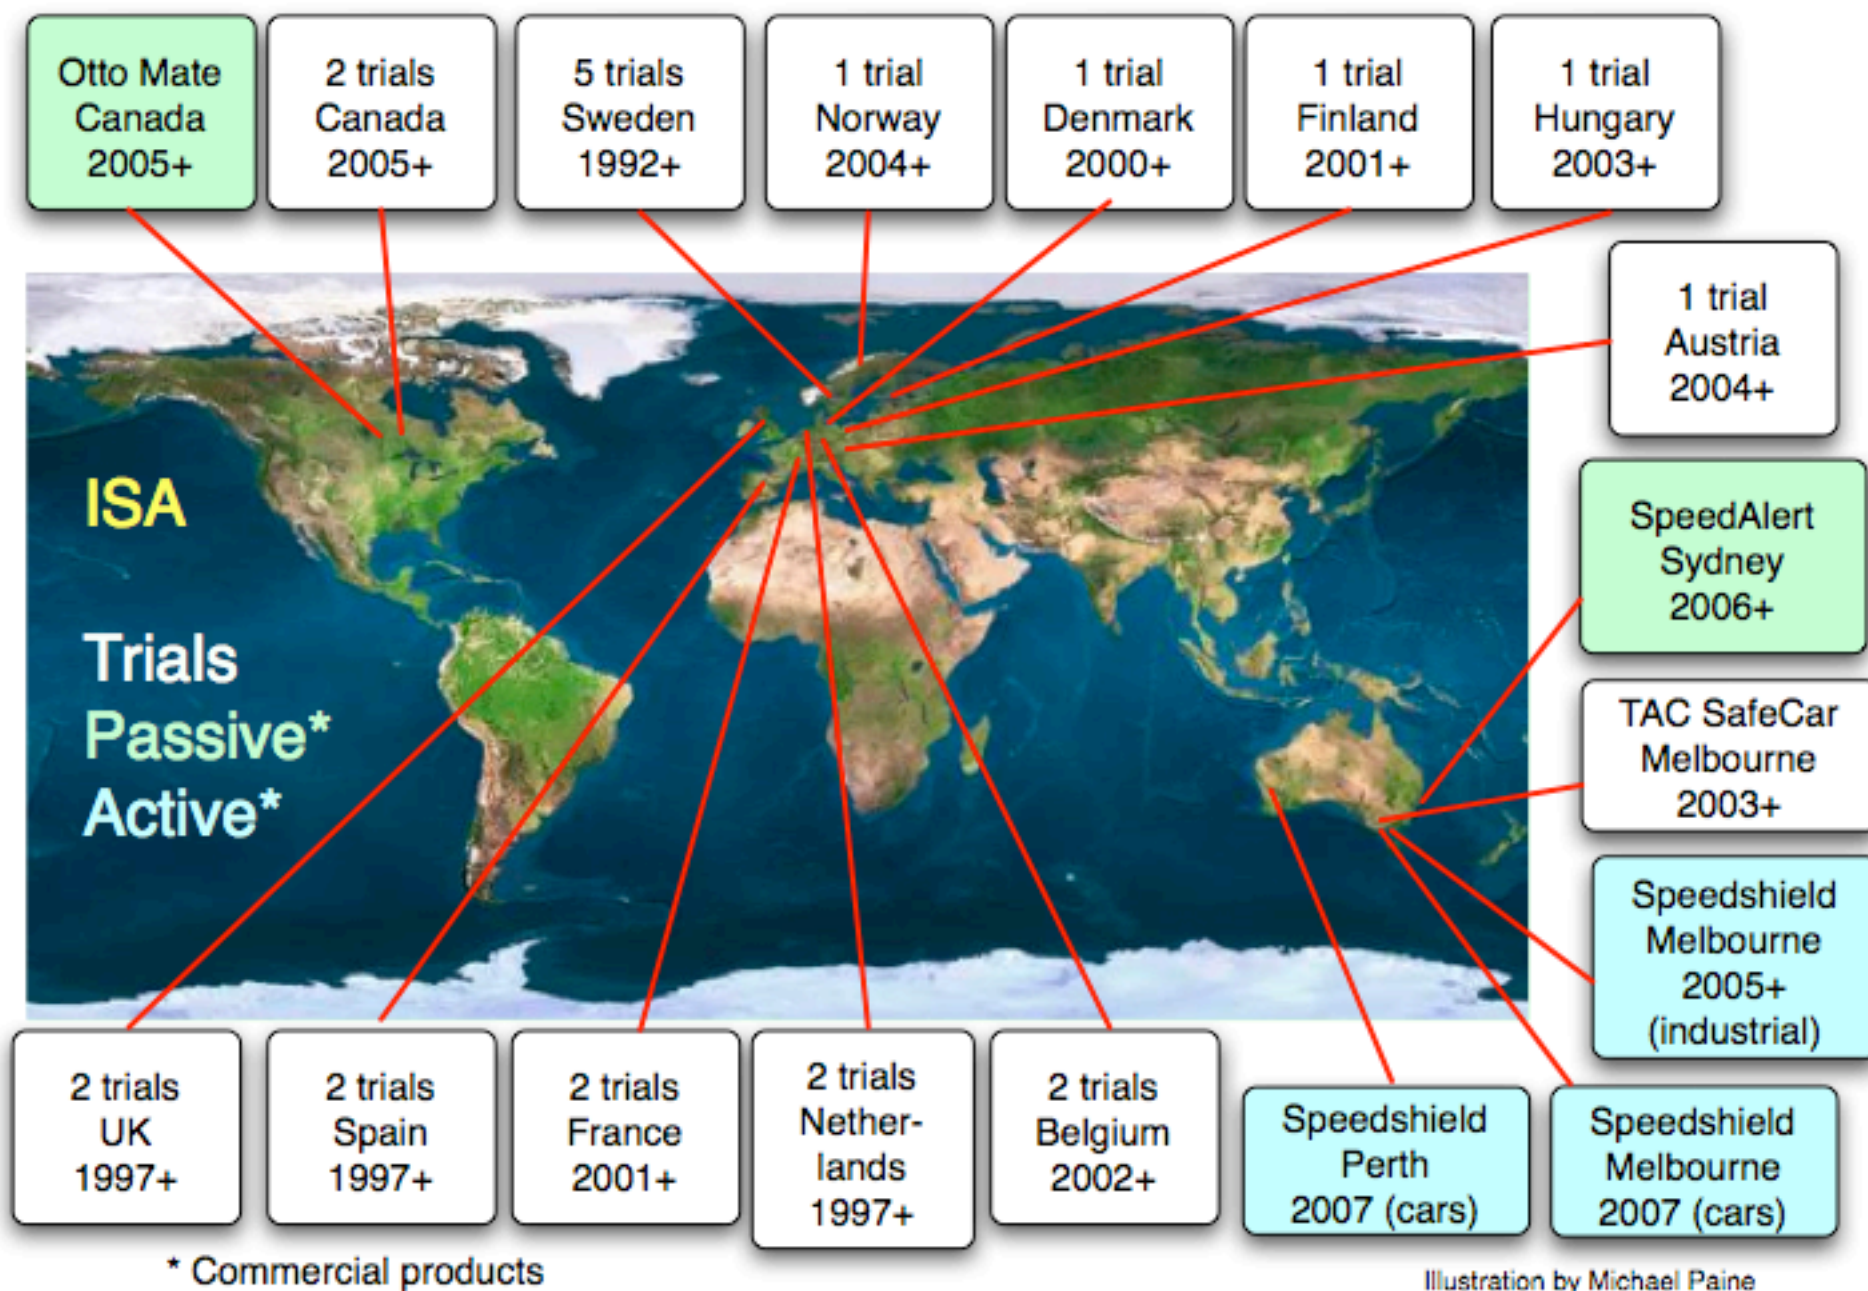 Otto Mate
Canada
2005+
2 trials
Canada
2005+
5 trials
Sweden
1992+
1 trial
Norway
2004+
1 trial
Denmark
2000+
1 trial
Finland
2001+
1 trial
Hungary
2003+
1 trial
Austria
2004+
ISA
Trials
Passive*
Active*
SpeedAlert
Sydney
2006+
TAC SafeCar
Melbourne
2003+
Speedshield
Melbourne
2005+
(industrial)
2 trials
UK
1997+
2 trials
Spain
1997+
2 trials
France
2001+
2 trials
Nether-
lands
1997+
2 trials
Belgium
2002+
Speedshield
Perth
2007 (cars)
Speedshield
Melbourne
2007 (cars)
* Commercial products
Illustration by Michael Paine